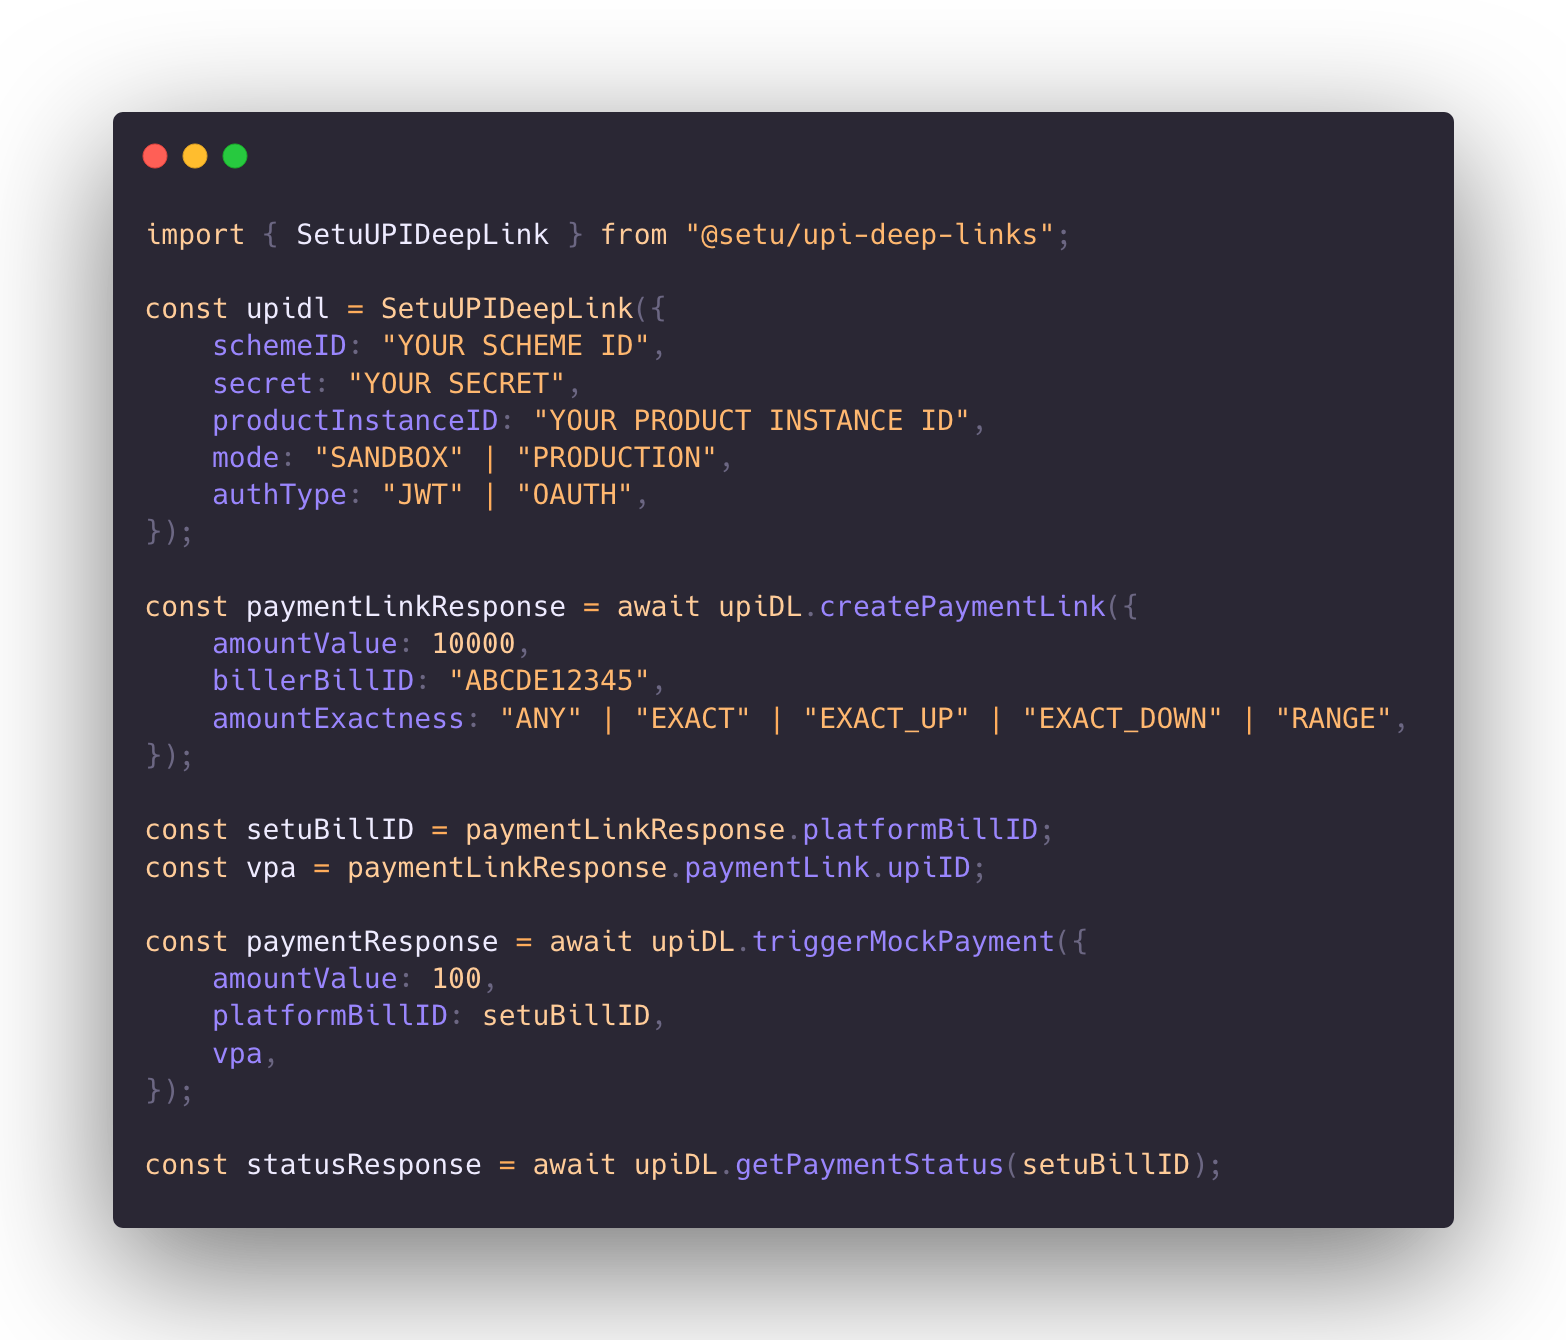 import { SetuUPIDeepLink } from "@setu/upi-deep-links";
const upidl = SetuUPIDeepLink({
    schemeID: "YOUR SCHEME ID",
    secret: "YOUR SECRET",
    productInstanceID: "YOUR PRODUCT INSTANCE ID",
    mode: "SANDBOX" | "PRODUCTION",
    authType: "JWT" | "OAUTH",
});
const paymentLinkResponse = await upiDL.createPaymentLink({
    amountValue: 10000,
    billerBillID: "ABCDE12345",
    amountExactness: "ANY" | "EXACT" | "EXACT_UP" | "EXACT_DOWN" | "RANGE",
});
const setuBillID = paymentLinkResponse.platformBillID;
const vpa = paymentLinkResponse.paymentLink.upiID;
const paymentResponse = await upiDL.triggerMockPayment({
    amountValue: 100,
    platformBillID: setuBillID,
    vpa,
});
const statusResponse = await upiDL.getPaymentStatus(setuBillID);